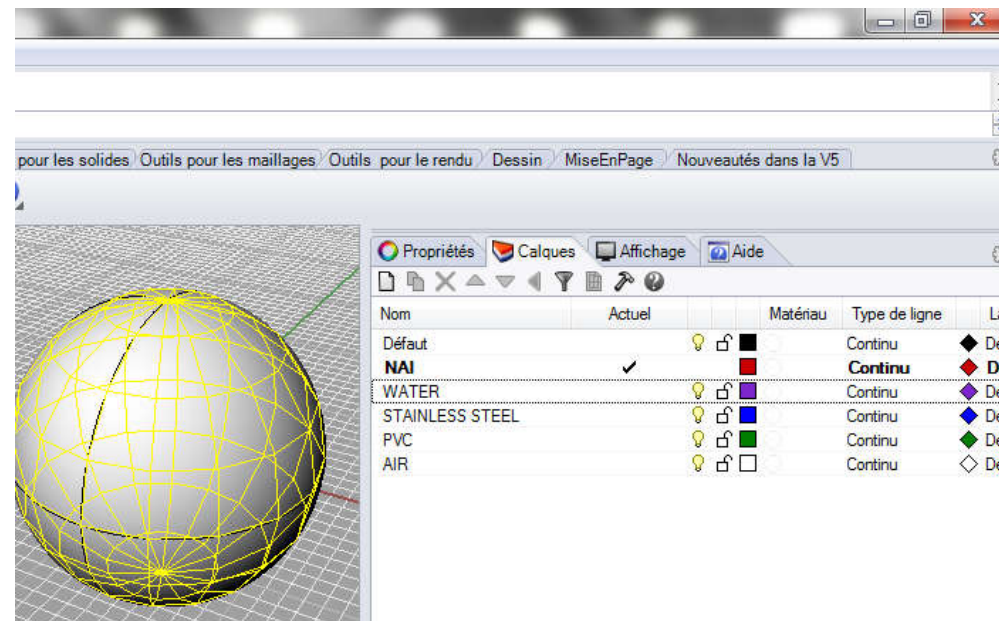 pour les solides Outils pour les maillages Outils pour le rendu Dessin MiseEnPage Nouveautés dans la V5
Propriétés Calques Affichage Aide
Nom Actuel Matériau Type de ligne
Défaut Continu
NAI Continu
WATER Continu
STAINLESS STEEL Continu
PVC Continu
AIR Continu